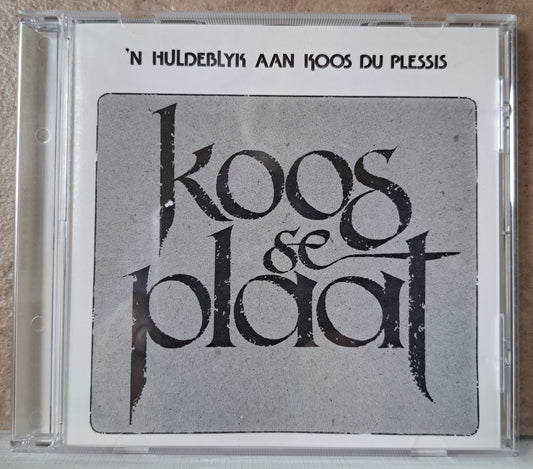 'N HULDEBLYK AAN KOOS DU PLESSIS
koos
se
plaat